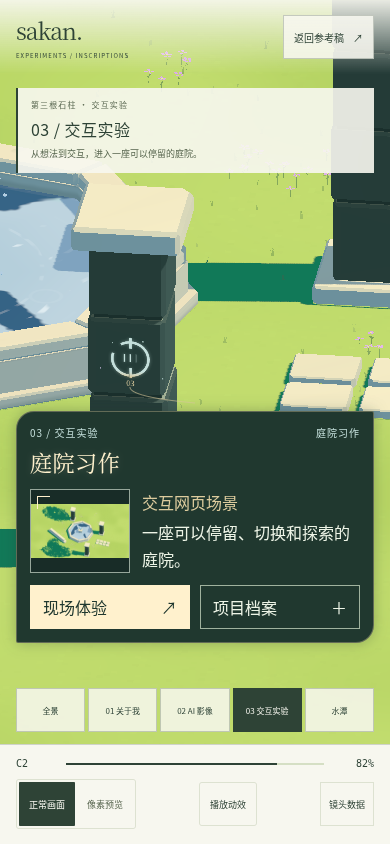 sakan.
EXPERIMENTS / INSCRIPTIONS
返回参考稿 ↗
第三根石柱 · 交互实验
03 / 交互实验
从想法到交互，进入一座可以停留的庭院。
03
03 / 交互实验
庭院习作
庭院习作
交互网页场景
一座可以停留、切换和探索的
庭院。
现场体验 ↗
项目档案 +
全景
01 关于我
02 AI 影像
03 交互实验
水潭
C2
82%
正常画面
像素预览
播放动效
镜头数据